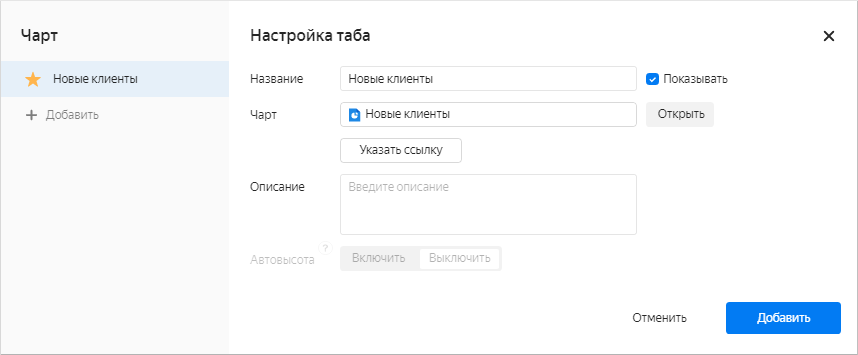 Чарт
Новые клиенты
Добавить
Настройка таба
Название
Новые клиенты
Показывать
Чарт
Новые клиенты
Открыть
Указать ссылку
Описание
Введите описание
Автовысота
?
Включить
Выключить
Отменить
Добавить